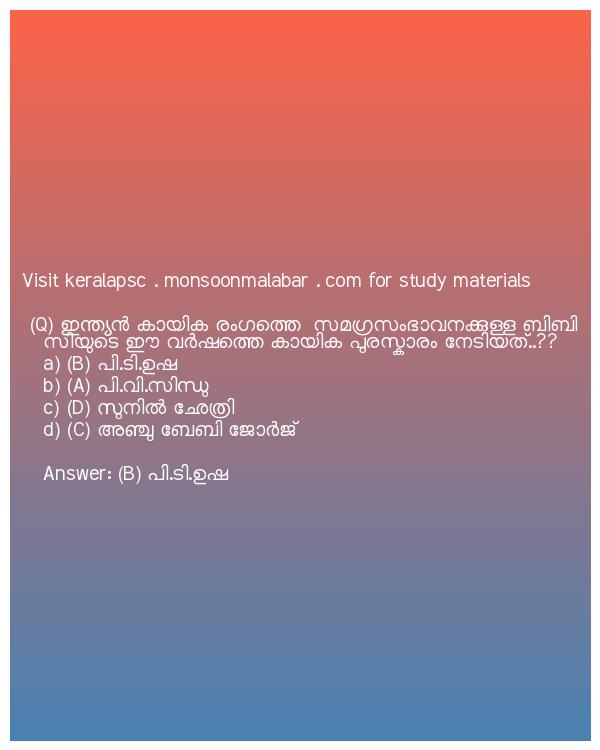 Visit keralapsc . monsoonmalabar . com for study materials
(Q) ഇന്ത്യൻ കായിക രംഗത്തെ സമഗ്രസംഭാവനക്കുള്ള ബിബി
സിയുടെ ഈ വർഷത്തെ കായിക പുരസ്കാരം നേടിയത്..??
a) (B) പി.ടി.ഉഷ
b) (A) പി.വി.സിന്ധു
c) (D) സുനിൽ ഛേത്രി
d) (C) അഞ്ചു ബേബി ജോർജ്
Answer: (B) പി.ടി.ഉഷ